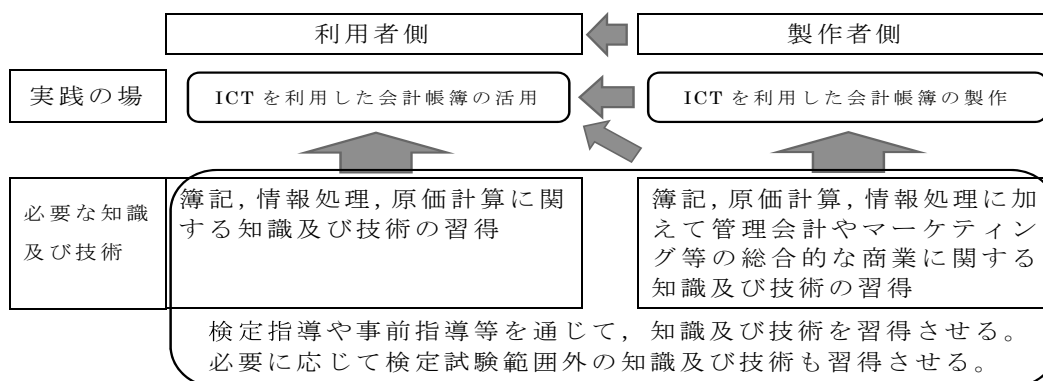 利用者側
製作者側
実践の場
ICTを利用した会計帳簿の活用
ICTを利用した会計帳簿の製作
必要な知識
及び技術
簿記,情報処理,原価計算に関
する知識及び技術の習得
簿記,原価計算,情報処理に加
えて管理会計やマーケティン
グ等の総合的な商業に関する
知識及び技術の習得
検定指導や事前指導等を通じて,知識及び技術を習得させる。
必要に応じて検定試験範囲外の知識及び技術も習得させる。